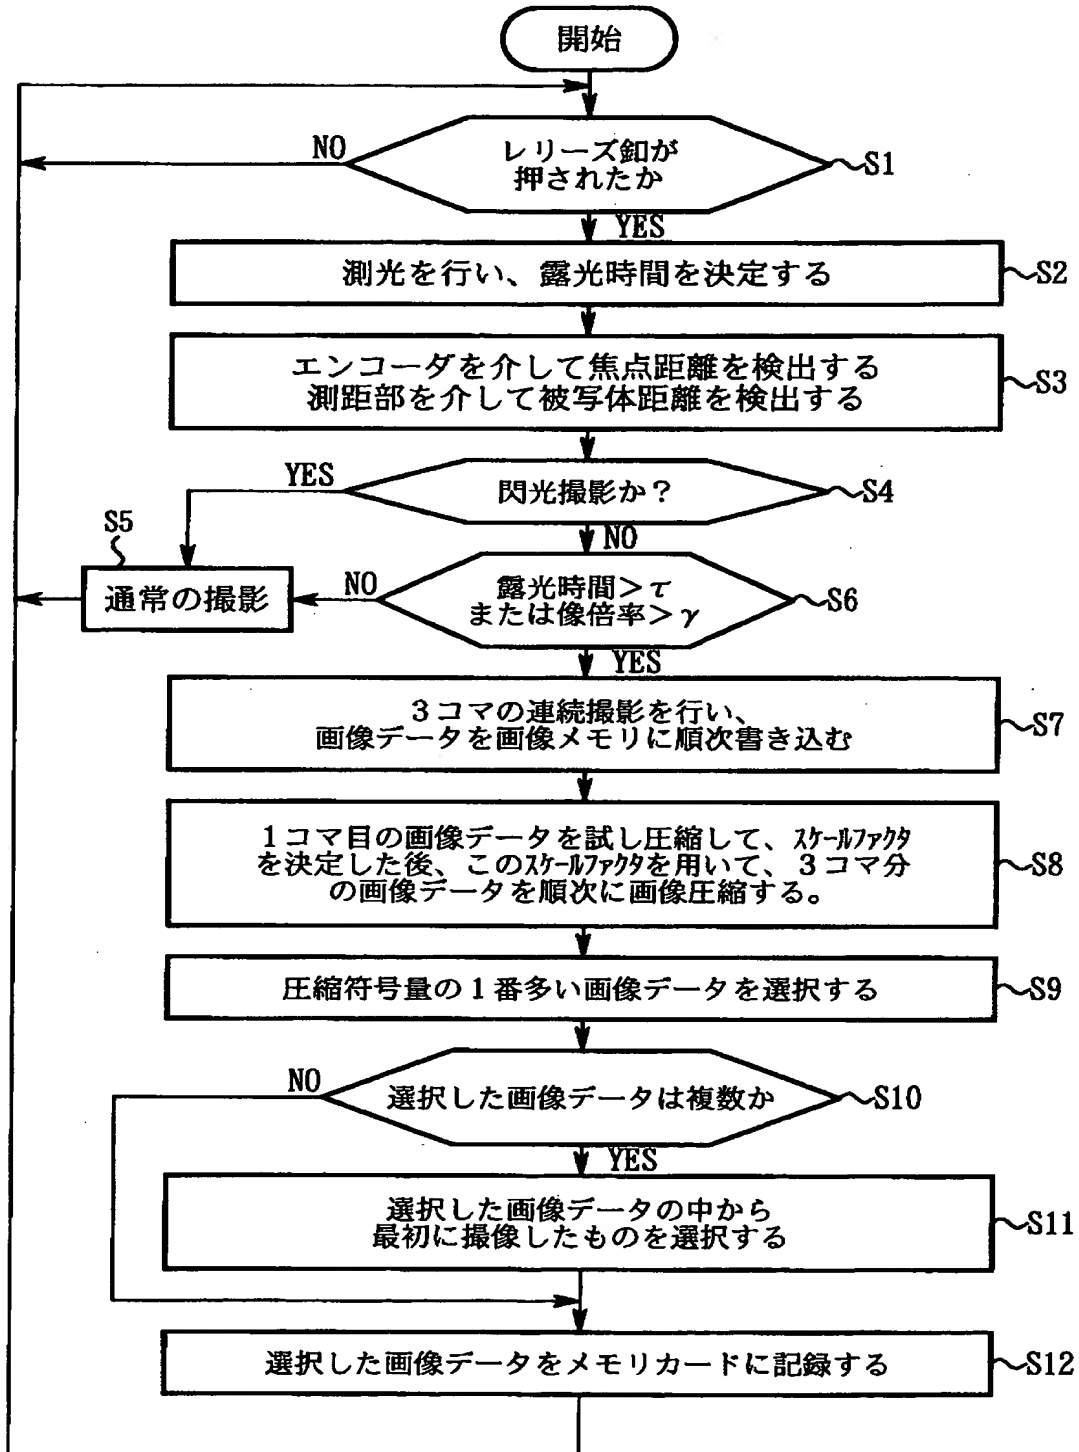 開始
NO
レリーズ釦が
押されたか
S1
YES
測光を行い、露光時間を決定する
S2
エンコーダを介して焦点距離を検出する
測距部を介して被写体距離を検出する
S3
YES
閃光撮影か？
S4
NO
S5
通常の撮影
NO
露光時間＞τ
または像倍率＞γ
S6
YES
３コマの連続撮影を行い、
画像データを画像メモリに順次書き込む
S7
１コマ目の画像データを試し圧縮して、ｽｹｰﾙﾌｧｸﾀ
を決定した後、このｽｹｰﾙﾌｧｸﾀを用いて、３コマ分
の画像データを順次に画像圧縮する。
S8
圧縮符号量の１番多い画像データを選択する
S9
NO
選択した画像データは複数か
S10
YES
選択した画像データの中から
最初に撮像したものを選択する
S11
選択した画像データをメモリカードに記録する
S12